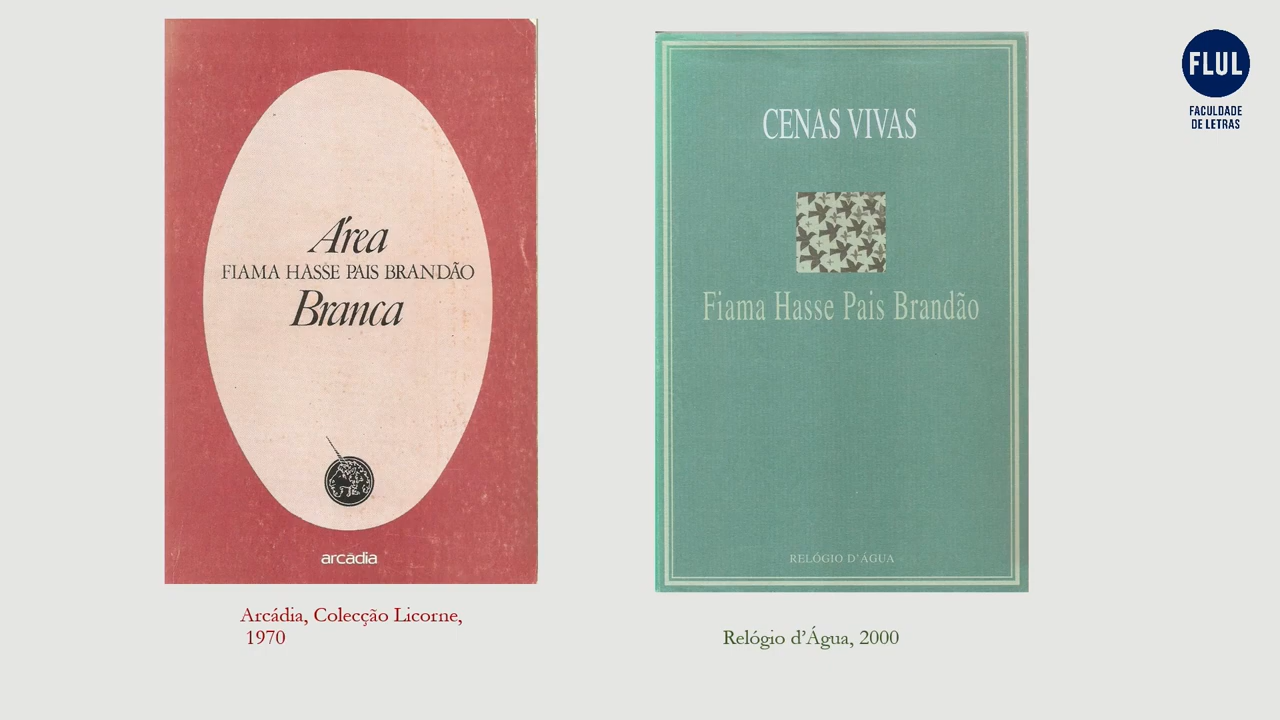 Área
FIAMA HASSE PAIS BRANDÃO
Branca
arcádia
Arcádia, Colecção Licorne,
1970
CENAS VIVAS
Fiama Hasse Pais Brandão
RELÓGIO D'ÁGUA
Relógio d’Água, 2000
FLUL
FACULDADE
DE LETRAS